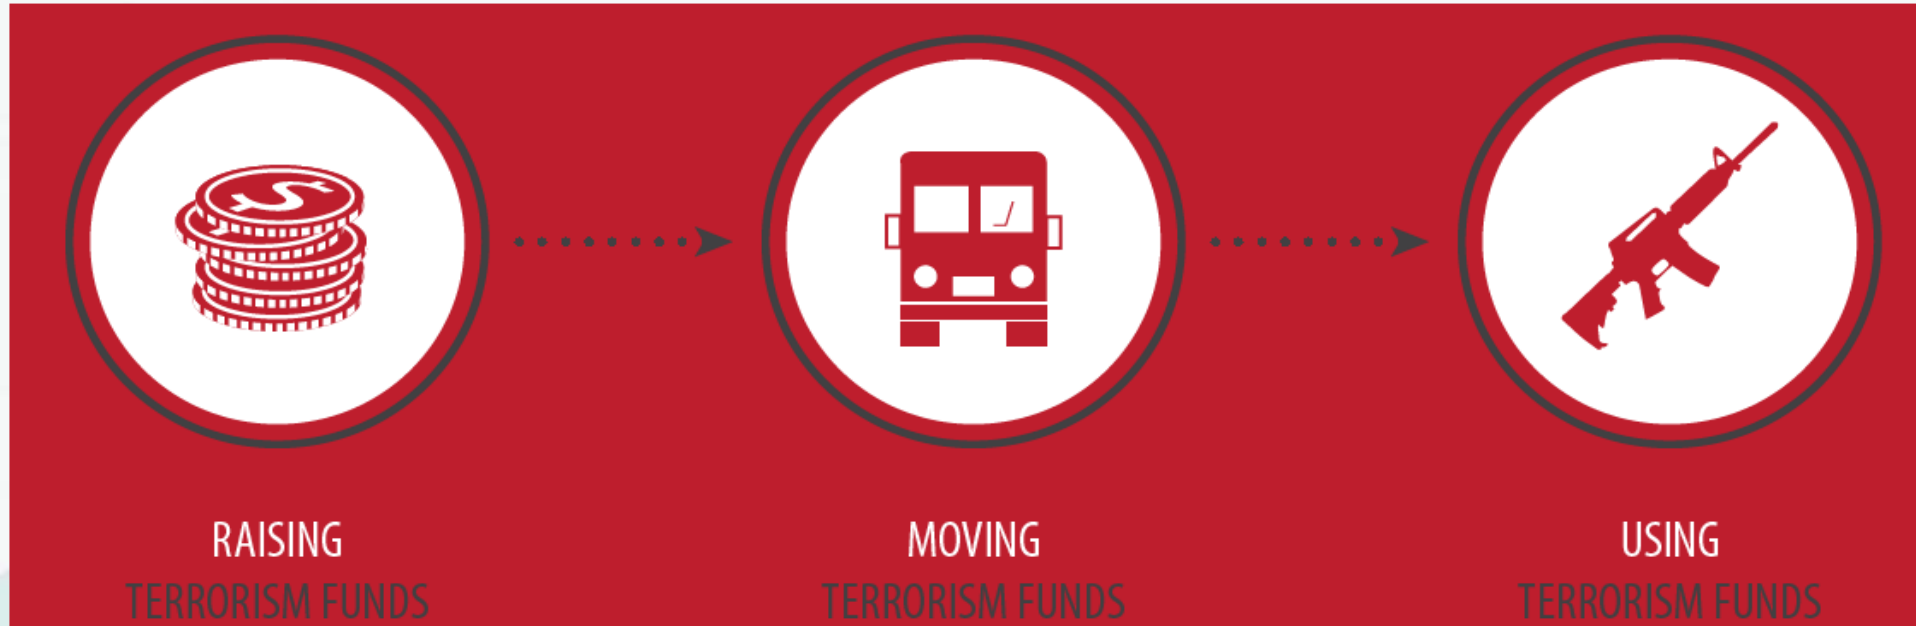 RAISING
TERRORISM FUNDS
MOVING
TERRORISM FUNDS
USING
TERRORISM FUNDS